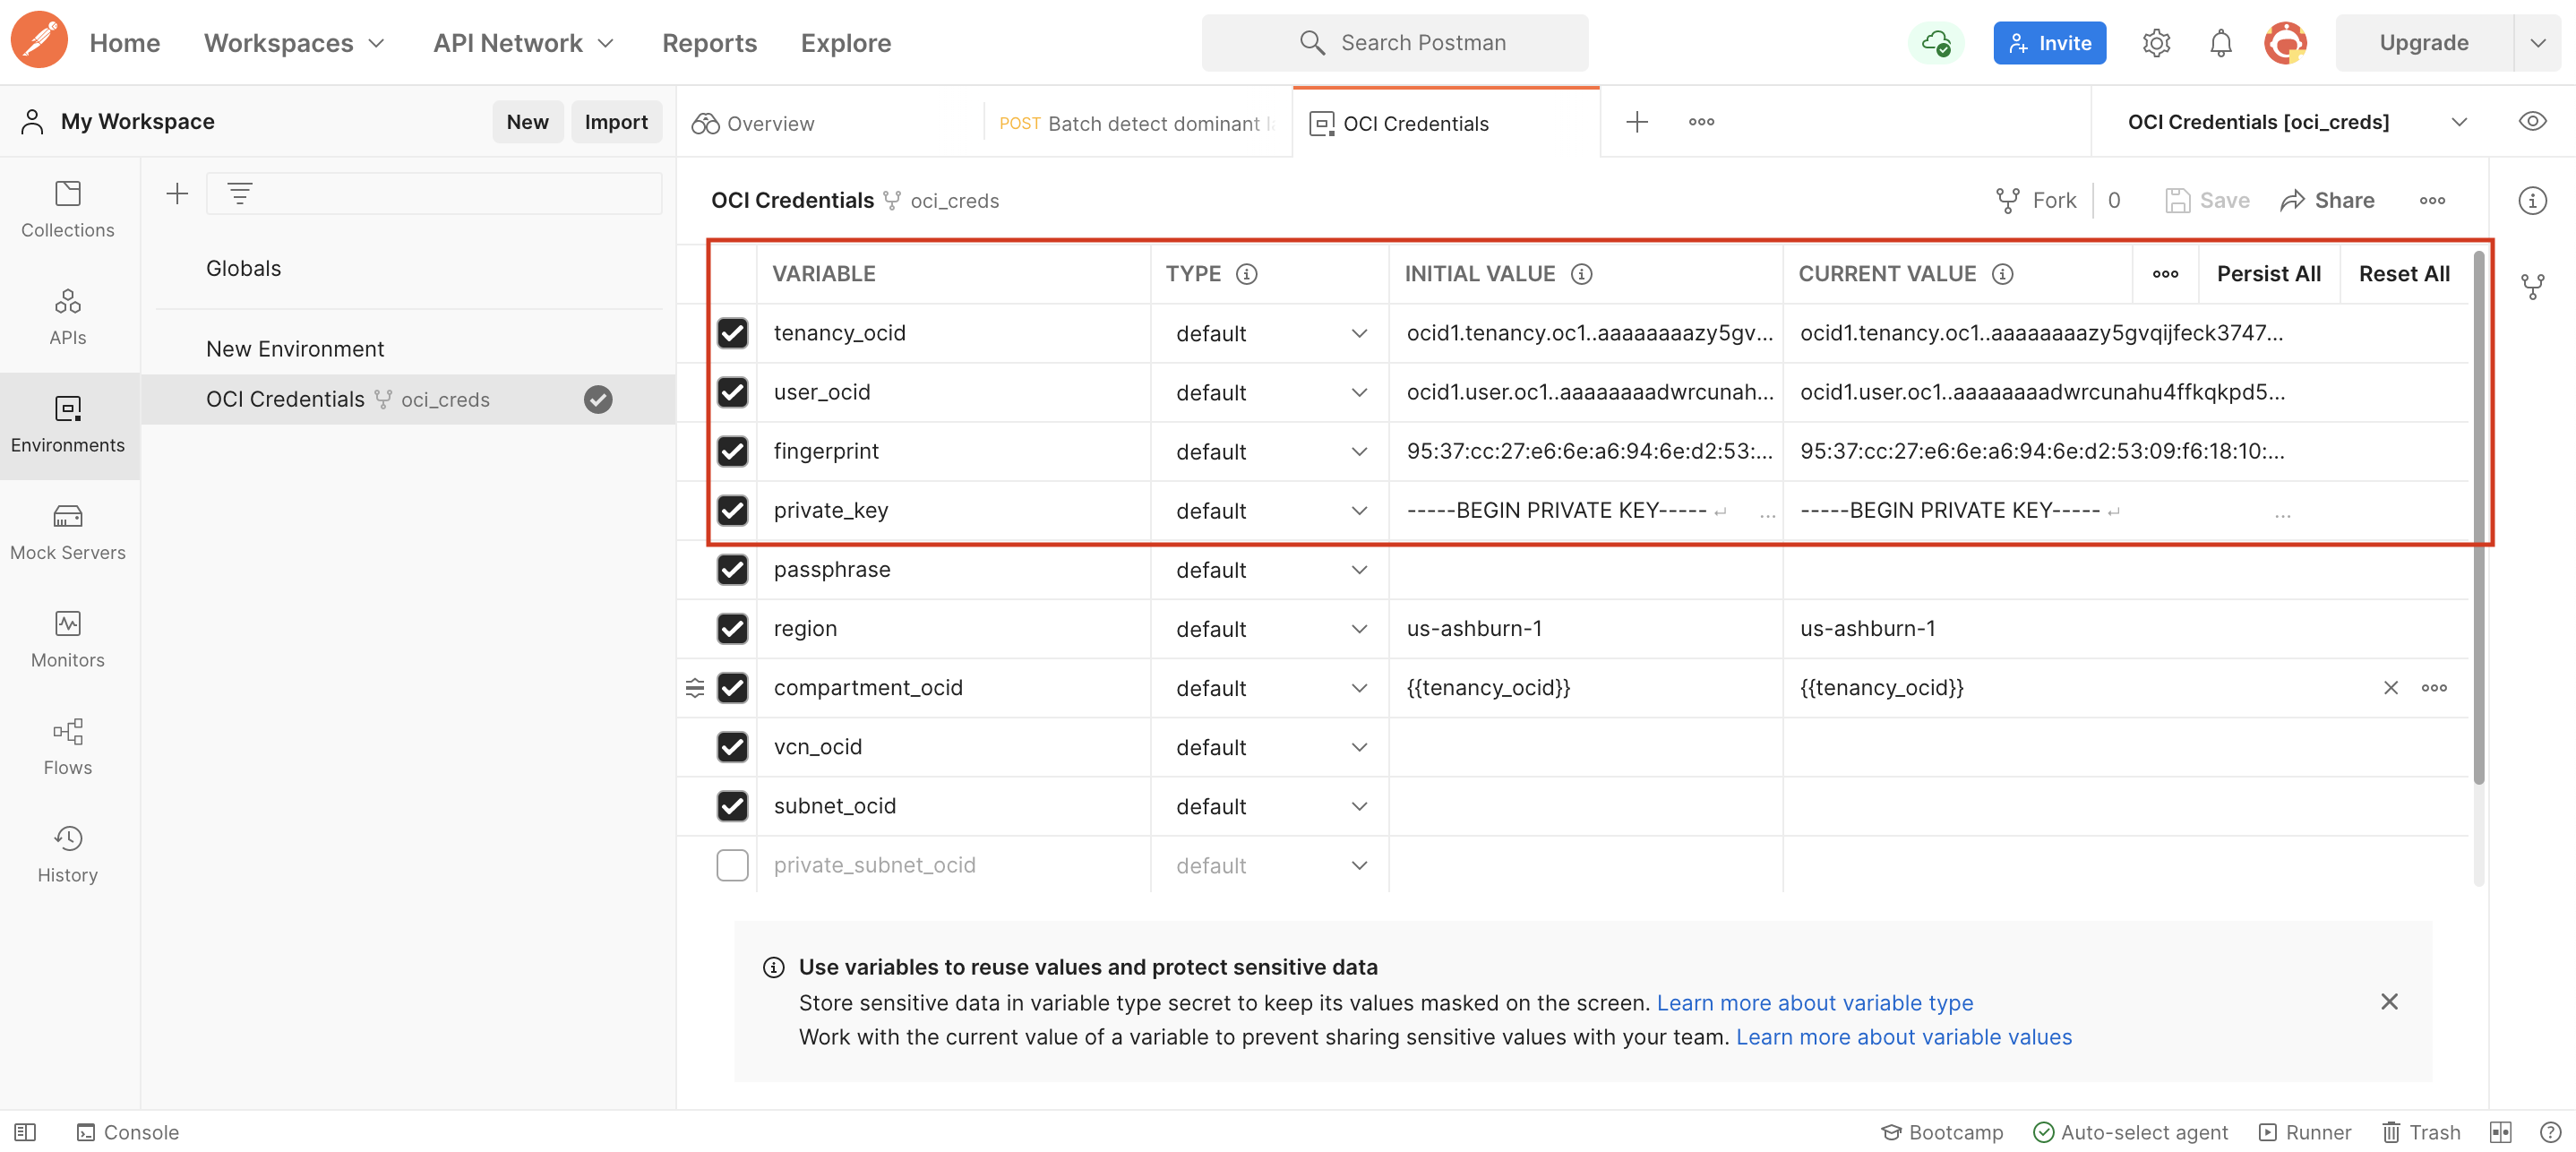 Home Workspaces API Network Reports Explore Search Postman Invite Upgrade
My Workspace New Import Overview POST Batch detect dominant OCI Credentials OCI Credentials [oci_creds]
OCI Credentials oci_creds Fork 0 Save Share
Collections
APIs
Environments
Mock Servers
Monitors
Flows
History
Globals
New Environment
OCI Credentials oci_creds
VARIABLE TYPE INITIAL VALUE CURRENT VALUE Persist All Reset All
tenancy_ocid default ocid1.tenancy.oc1..aaaaaaaazy5gv... ocid1.tenancy.oc1..aaaaaaaazy5gvqijfeck3747...
user_ocid default ocid1.user.oc1..aaaaaaaadwrcunah... ocid1.user.oc1..aaaaaaaadwrcunahu4ffkqkpd5...
fingerprint default 95:37:cc:27:e6:6e:a6:94:6e:d2:53:... 95:37:cc:27:e6:6e:a6:94:6e:d2:53:09:f6:18:10:...
private_key default -----BEGIN PRIVATE KEY----- ↵ ... -----BEGIN PRIVATE KEY----- ↵ ...
passphrase default
region default us-ashburn-1 us-ashburn-1
compartment_ocid default {{tenancy_ocid}} {{tenancy_ocid}}
vcn_ocid default
subnet_ocid default
private_subnet_ocid default
Use variables to reuse values and protect sensitive data
Store sensitive data in variable type secret to keep its values masked on the screen. Learn more about variable type
Work with the current value of a variable to prevent sharing sensitive values with your team. Learn more about variable values
Console Bootcamp Auto-select agent Runner Trash